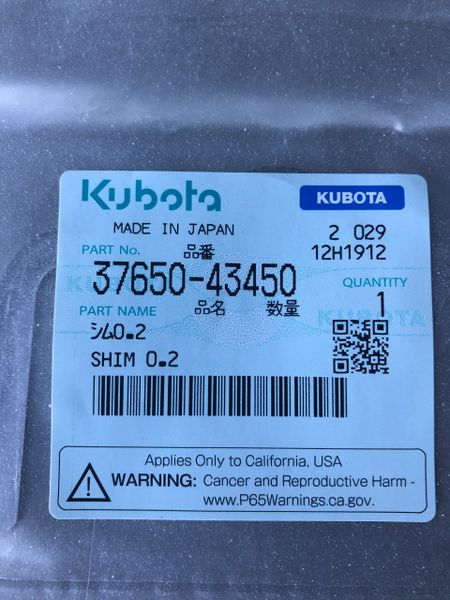 Kubota KUBOTA
MADE IN JAPAN 2 029
PART No. 品番 12H1912
37650-43450 QUANTITY
PART NAME 品名 数量 1
シム0.2
SHIM 0.2
Applies Only to California, USA
WARNING: Cancer and Reproductive Harm -
www.P65Warnings.ca.gov.
KUBOTA KUBOTA